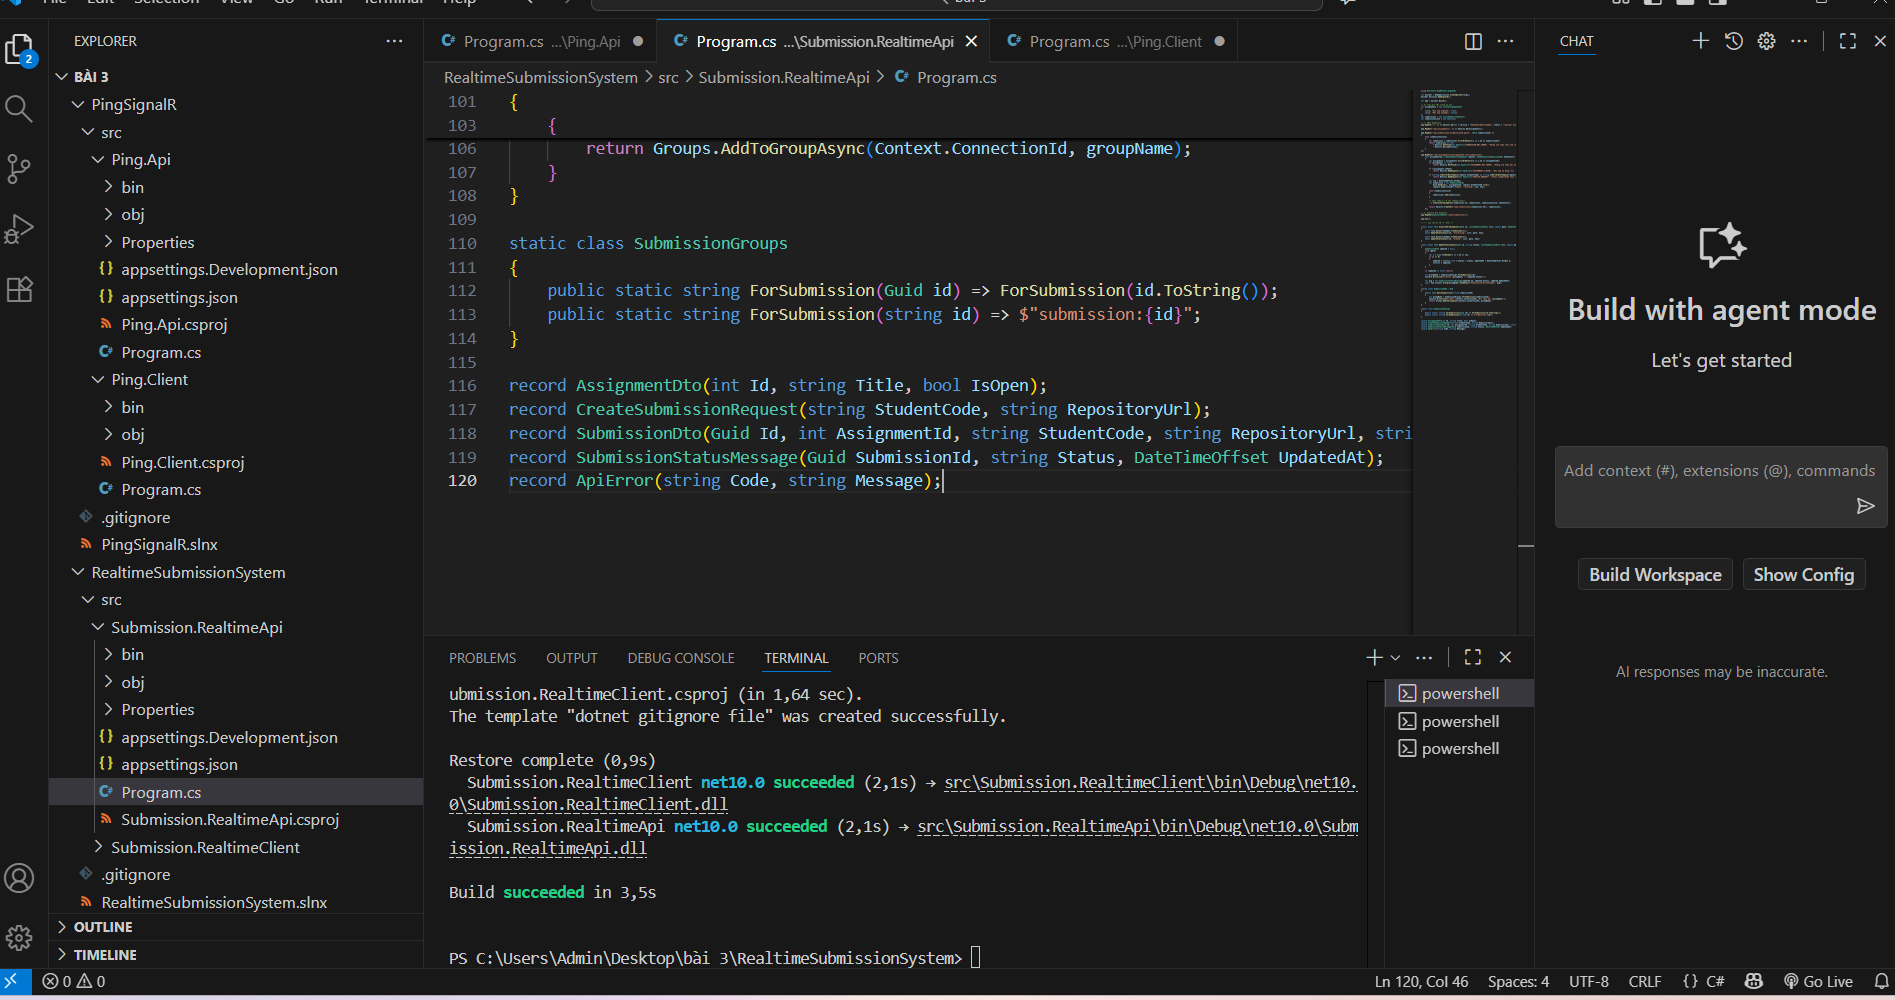 File Edit Selection View Go Run Terminal Help
EXPLORER
2
BÀI 3
PingSignalR
src
Ping.Api
bin
obj
Properties
appsettings.Development.json
appsettings.json
Ping.Api.csproj
Program.cs
Ping.Client
bin
obj
Ping.Client.csproj
Program.cs
.gitignore
PingSignalR.slnx
RealtimeSubmissionSystem
src
Submission.RealtimeApi
bin
obj
Properties
appsettings.Development.json
appsettings.json
Program.cs
Submission.RealtimeApi.csproj
Submission.RealtimeClient
.gitignore
RealtimeSubmissionSystem.slnx
OUTLINE
TIMELINE
Program.cs ...\Ping.Api
Program.cs ...\Submission.RealtimeApi
Program.cs ...\Ping.Client
RealtimeSubmissionSystem > src > Submission.RealtimeApi > Program.cs
101 {
103 {
106 return Groups.AddToGroupAsync(Context.ConnectionId, groupName);
107 }
108 }
109
110 static class SubmissionGroups
111 {
112 public static string ForSubmission(Guid id) => ForSubmission(id.ToString());
113 public static string ForSubmission(string id) => $"submission:{id}";
114 }
115
116 record AssignmentDto(int Id, string Title, bool IsOpen);
117 record CreateSubmissionRequest(string StudentCode, string RepositoryUrl);
118 record SubmissionDto(Guid Id, int AssignmentId, string StudentCode, string RepositoryUrl, stri
119 record SubmissionStatusMessage(Guid SubmissionId, string Status, DateTimeOffset UpdatedAt);
120 record ApiError(string Code, string Message);
PROBLEMS OUTPUT DEBUG CONSOLE TERMINAL PORTS
ubmission.RealtimeClient.csproj (in 1,64 sec).
The template "dotnet gitignore file" was created successfully.
Restore complete (0,9s)
Submission.RealtimeClient net10.0 succeeded (2,1s) → src\Submission.RealtimeClient\bin\Debug\net10.
0\Submission.RealtimeClient.dll
Submission.RealtimeApi net10.0 succeeded (2,1s) → src\Submission.RealtimeApi\bin\Debug\net10.0\Subm
ission.RealtimeApi.dll
Build succeeded in 3,5s
PS C:\Users\Admin\Desktop\bài 3\RealtimeSubmissionSystem>
powershell
powershell
powershell
CHAT
Build with agent mode
Let's get started
Add context (#), extensions (@), commands
Build Workspace
Show Config
AI responses may be inaccurate.
0 0
Ln 120, Col 46 Spaces: 4 UTF-8 CRLF {} C# Go Live